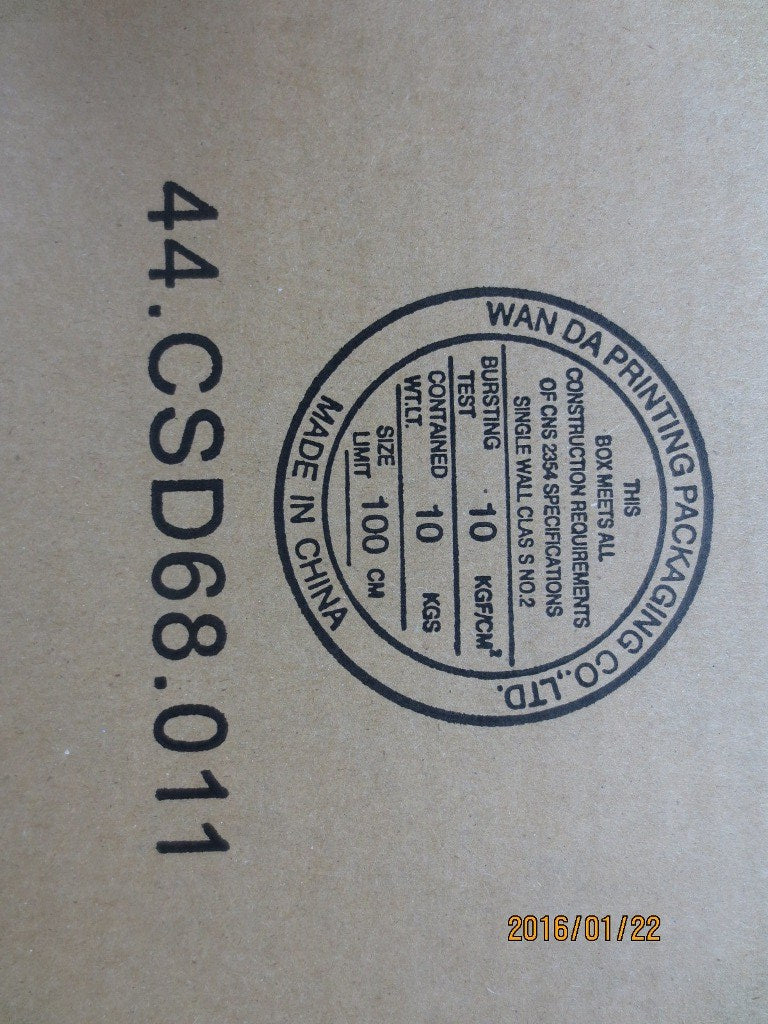 WAN DA PRINTING PACKAGING CO.,LTD.
THIS
BOX MEETS ALL
CONSTRUCTION REQUIREMENTS
OF CNS 2354 SPECIFICATIONS
SINGLE WALL CLAS S NO.2
BURSTING TEST 10 KGF/CM²
CONTAINED WT.LT. 10 KGS
SIZE LIMIT 100 CM
MADE IN CHINA
44.CSD68.011
2016/01/22